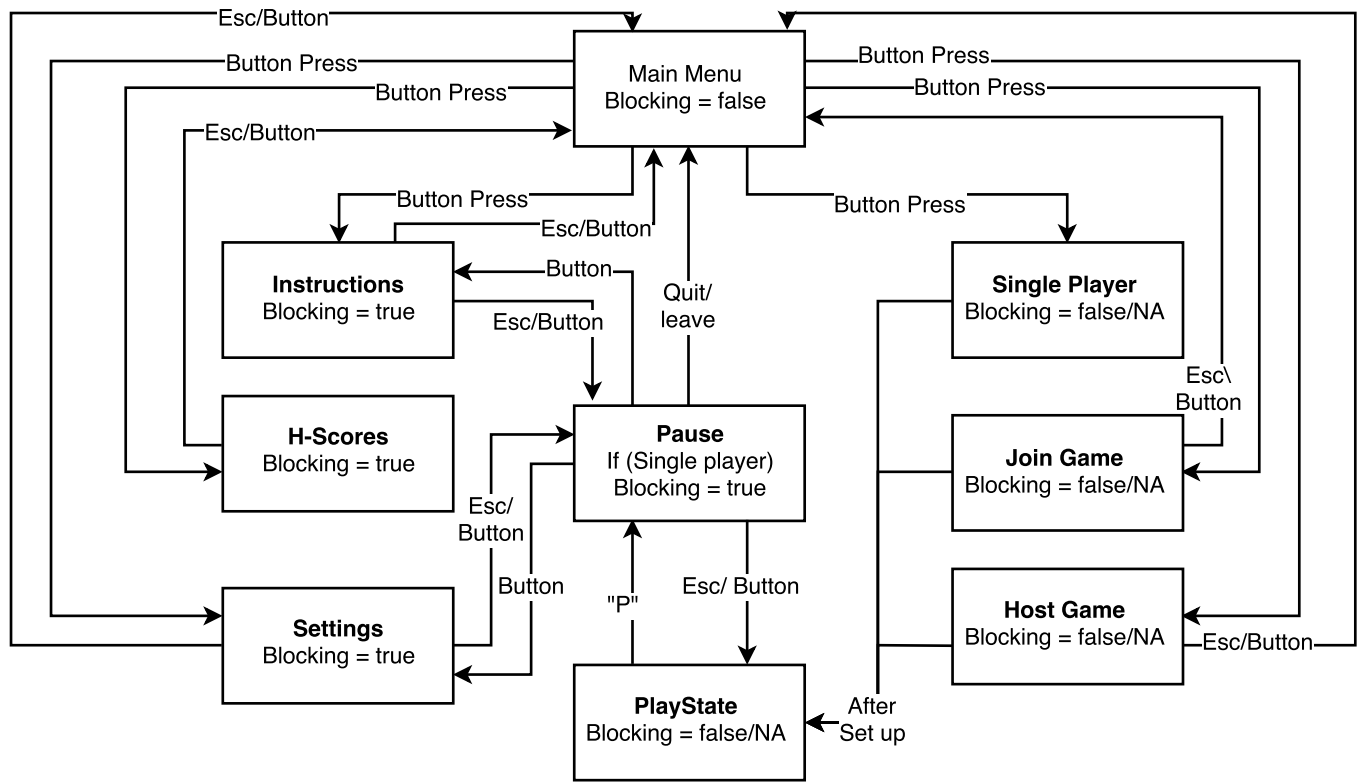 Esc/Button
Button Press
Button Press
Esc/Button
Main Menu
Blocking = false
Button Press
Button Press
Button Press
Esc/Button
Button Press
Instructions
Blocking = true
Button
Esc/Button
Quit/
leave
Single Player
Blocking = false/NA
Esc\
Button
H-Scores
Blocking = true
Pause
If (Single player)
Blocking = true
Join Game
Blocking = false/NA
Esc/
Button
Button
"P"
Esc/ Button
Settings
Blocking = true
Host Game
Blocking = false/NA
Esc/Button
PlayState
Blocking = false/NA
After
Set up